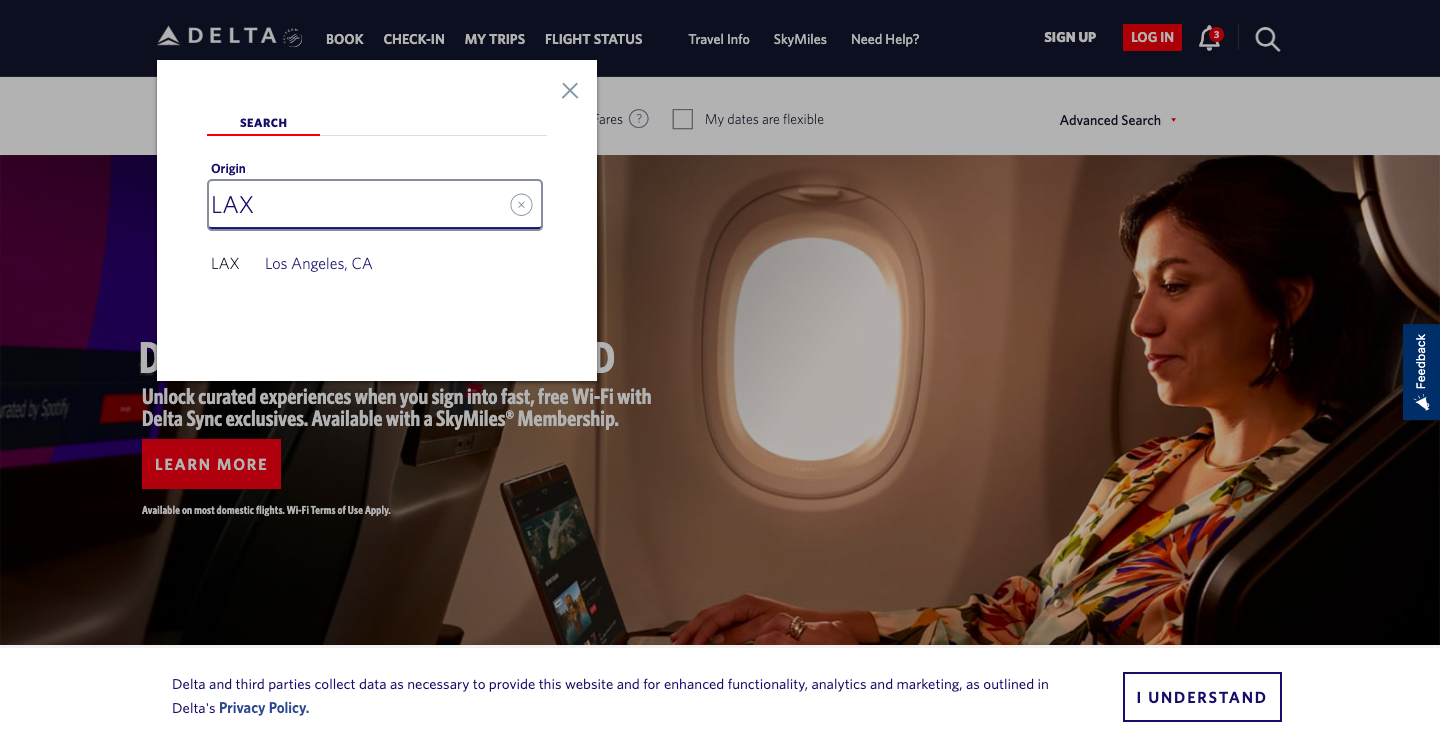 DELTA
BOOK CHECK-IN MY TRIPS FLIGHT STATUS Travel Info SkyMiles Need Help? SIGN UP LOG IN 3
SEARCH
Fares ? My dates are flexible Advanced Search
Origin
LAX
LAX Los Angeles, CA
Unlock curated experiences when you sign into fast, free Wi-Fi with
Delta Sync exclusives. Available with a SkyMiles® Membership.
LEARN MORE
Available on most domestic flights. Wi-Fi Terms of Use Apply.
by Spotify
Feedback
Delta and third parties collect data as necessary to provide this website and for enhanced functionality, analytics and marketing, as outlined in
Delta's Privacy Policy.
I UNDERSTAND